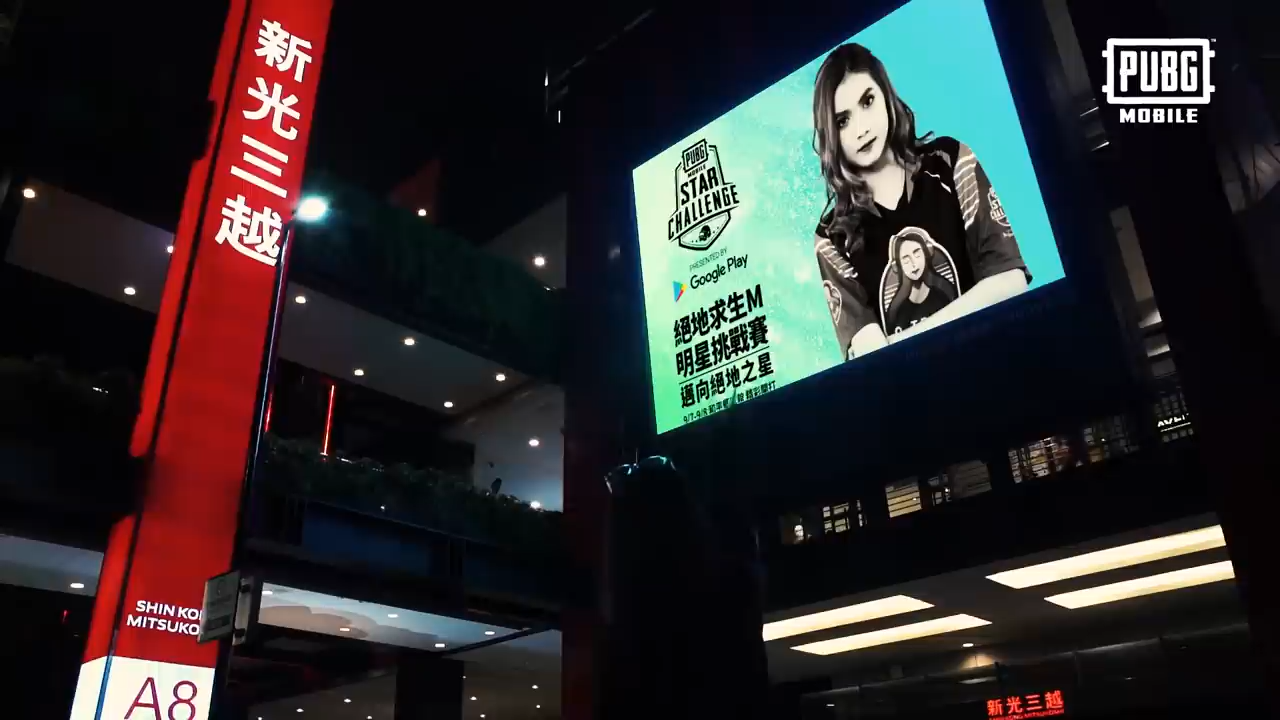 新光三越
SHIN KO
MITSUKO
A8
PUBG
MOBILE
STAR
CHALLENGE
PRESENTED BY
Google Play
絕地求生M
明星挑戰賽
邁向絕地之星
PUBG
MOBILE
新光三越